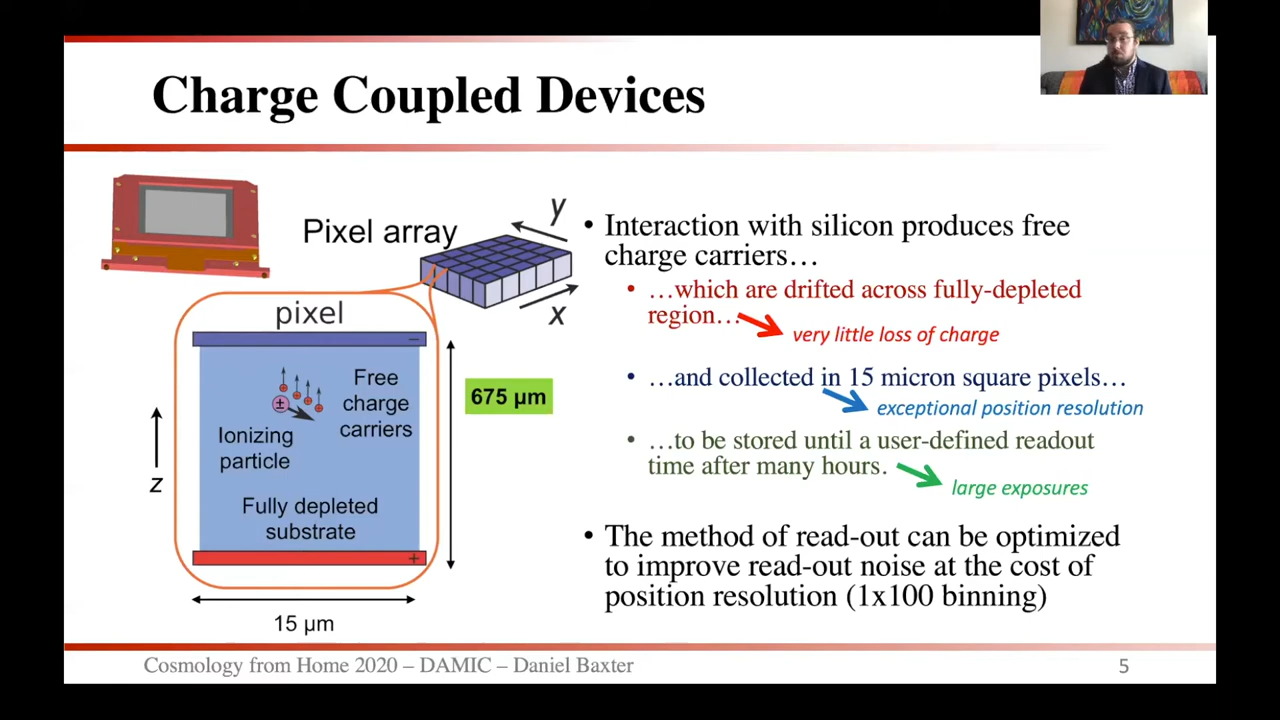 Charge Coupled Devices
Pixel array
y
x
pixel
−
Free
charge
carriers
±
Ionizing
particle
Fully depleted
substrate
+
z
675 µm
15 µm
• Interaction with silicon produces free
charge carriers…
• …which are drifted across fully-depleted
region…
very little loss of charge
• …and collected in 15 micron square pixels…
exceptional position resolution
• …to be stored until a user-defined readout
time after many hours.
large exposures
• The method of read-out can be optimized
to improve read-out noise at the cost of
position resolution (1x100 binning)
Cosmology from Home 2020 – DAMIC – Daniel Baxter
5